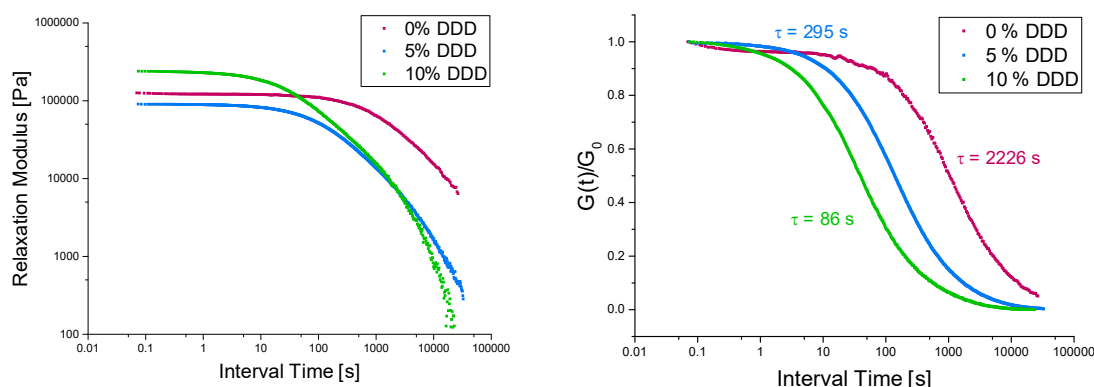 1000000
100000
10000
1000
100
0.01
0.1
1
10
100
1000
10000
100000
Relaxation Modulus [Pa]
Interval Time [s]
0% DDD
5% DDD
10% DDD
1.0
0.8
0.6
0.4
0.2
0.0
0.01
0.1
1
10
100
1000
10000
100000
G(t)/G0
Interval Time [s]
τ = 295 s
τ = 2226 s
τ = 86 s
0 % DDD
5 % DDD
10 % DDD